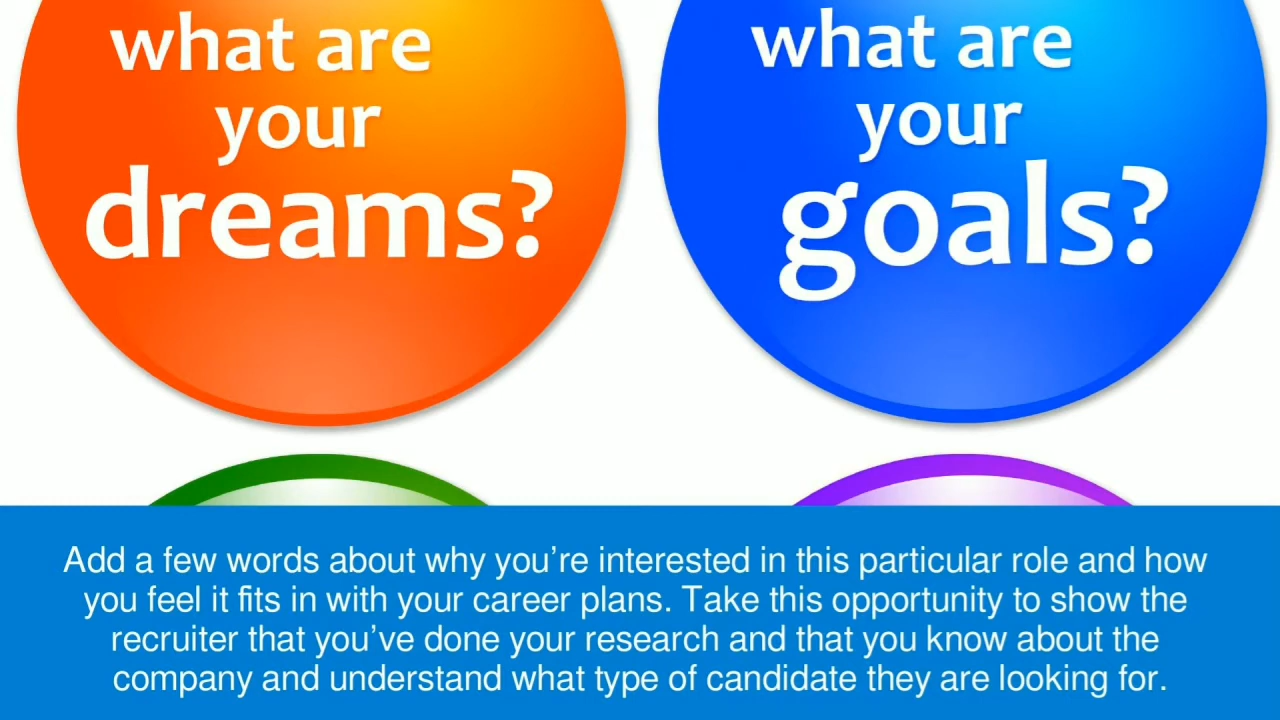 what are
your
dreams?
what are
your
goals?
Add a few words about why you’re interested in this particular role and how
you feel it fits in with your career plans. Take this opportunity to show the
recruiter that you’ve done your research and that you know about the
company and understand what type of candidate they are looking for.